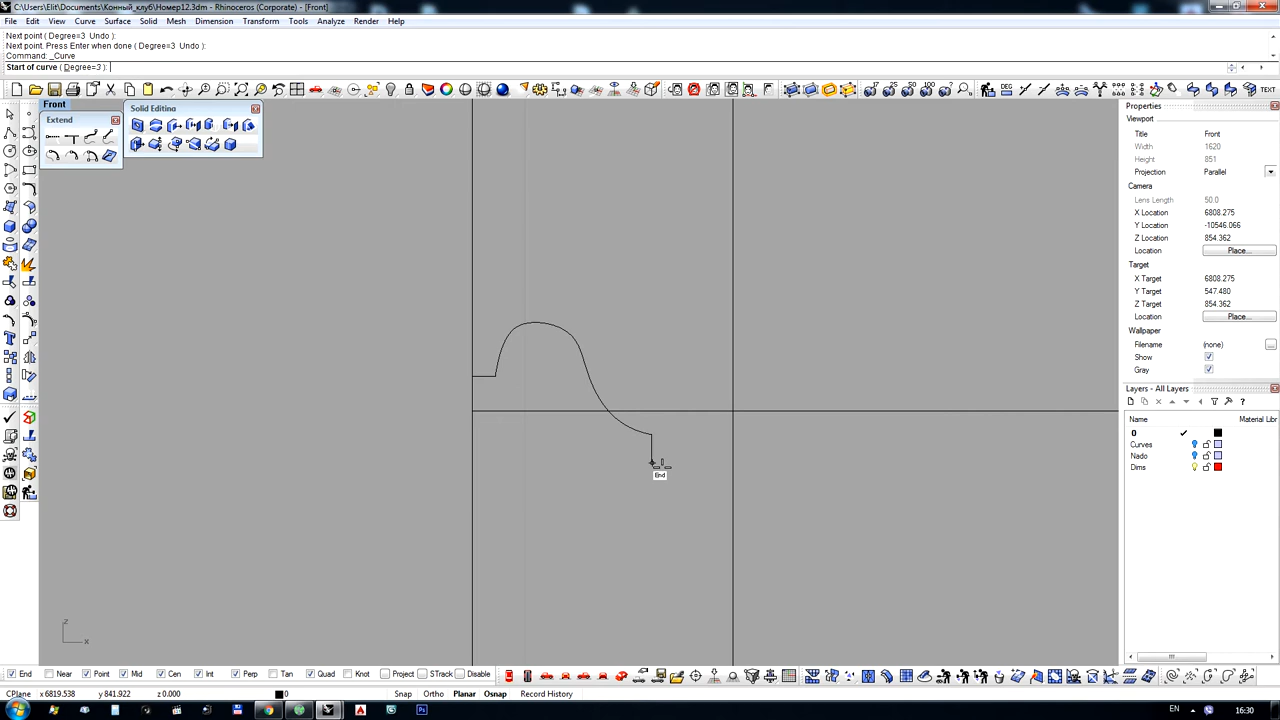 C:\Users\Elit\Documents\Конный_клуб\Номер12.3dm - Rhinoceros (Corporate) - [Front]
File Edit View Curve Surface Solid Mesh Dimension Transform Tools Analyze Render Help
Next point ( Degree=3 Undo ):
Next point. Press Enter when done ( Degree=3 Undo ):
Command: _Curve
Start of curve ( Degree=3 ):
TEXT
Front
Extend
Solid Editing
End
z
x
Properties
Viewport
Title Front
Width 1620
Height 851
Projection Parallel
Camera
Lens Length 50.0
X Location 6808.275
Y Location -10546.066
Z Location 854.362
Location Place...
Target
X Target 6808.275
Y Target 547.480
Z Target 854.362
Location Place...
Wallpaper
Filename (none)
Show
Gray
Layers - All Layers
Name Material Libr
0
Curves
Nado
Dims
End Near Point Mid Cen Int Perp Tan Quad Knot Project STrack Disable
CPlane x 6819.538 y 841.922 z 0.000 0 Snap Ortho Planar Osnap Record History
EN 16:30